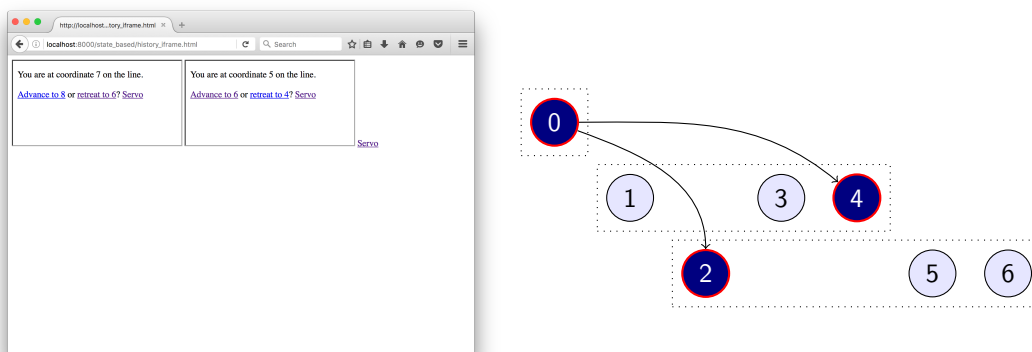 http://localhost...tory_iframe.html × +
localhost:8000/state_based/history_iframe.html Search
You are at coordinate 7 on the line.
Advance to 8 or retreat to 6? Servo
You are at coordinate 5 on the line.
Advance to 6 or retreat to 4? Servo
Servo
0
1 3 4
2 5 6